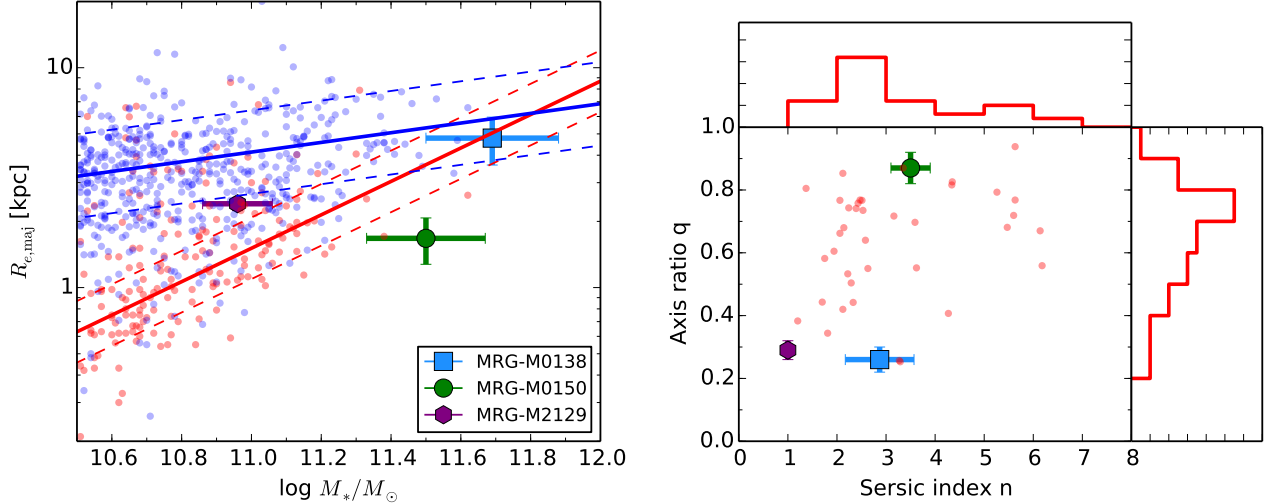 10
1
R_{e,maj} [kpc]
10.6 10.8 11.0 11.2 11.4 11.6 11.8 12.0
log M_*/M_⊙
MRG-M0138
MRG-M0150
MRG-M2129
1.0
0.8
0.6
0.4
0.2
0.0
Axis ratio q
0 1 2 3 4 5 6 7 8
Sersic index n